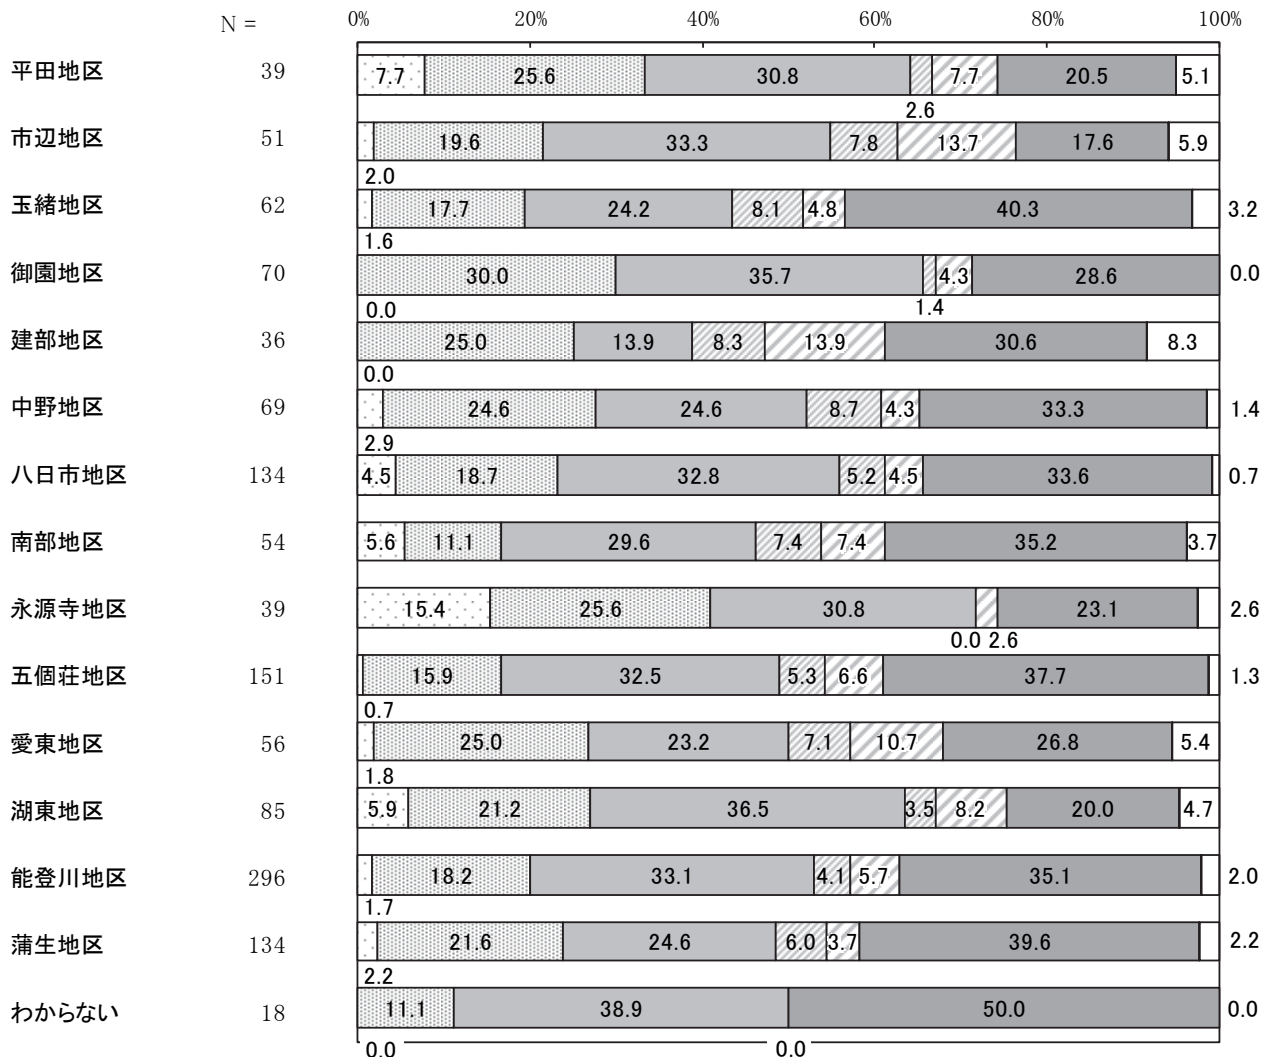 N = 0% 20% 40% 60% 80% 100%
平田地区 39 7.7 25.6 30.8 7.7 20.5 5.1
2.6
市辺地区 51 19.6 33.3 7.8 13.7 17.6 5.9
2.0
玉緒地区 62 17.7 24.2 8.1 4.8 40.3 3.2
1.6
御園地区 70 30.0 35.7 4.3 28.6 0.0
0.0 1.4
建部地区 36 25.0 13.9 8.3 13.9 30.6 8.3
0.0
中野地区 69 24.6 24.6 8.7 4.3 33.3 1.4
2.9
八日市地区 134 4.5 18.7 32.8 5.2 4.5 33.6 0.7
南部地区 54 5.6 11.1 29.6 7.4 7.4 35.2 3.7
永源寺地区 39 15.4 25.6 30.8 23.1 2.6
0.0 2.6
五個荘地区 151 15.9 32.5 5.3 6.6 37.7 1.3
0.7
愛東地区 56 25.0 23.2 7.1 10.7 26.8 5.4
1.8
湖東地区 85 5.9 21.2 36.5 3.5 8.2 20.0 4.7
能登川地区 296 18.2 33.1 4.1 5.7 35.1 2.0
1.7
蒲生地区 134 21.6 24.6 6.0 3.7 39.6 2.2
2.2
わからない 18 11.1 38.9 50.0 0.0
0.0 0.0